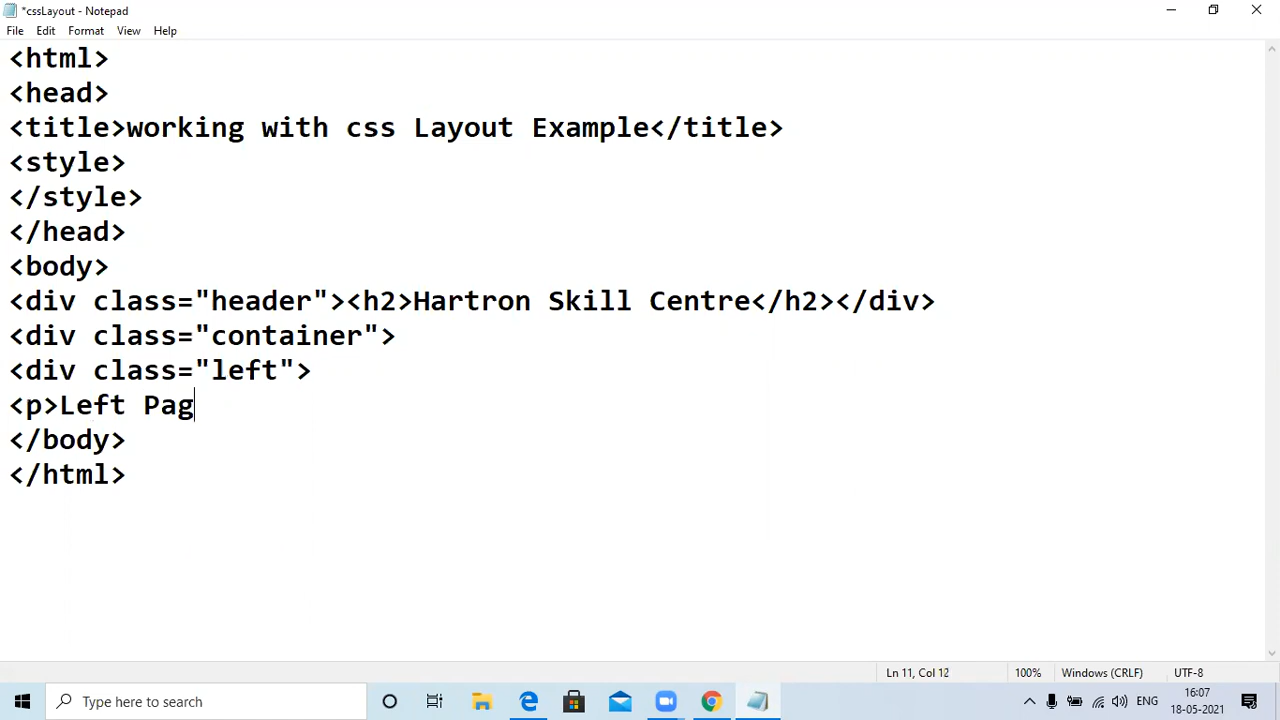 *cssLayout - Notepad
File Edit Format View Help
<html>
<head>
<title>working with css Layout Example</title>
<style>
</style>
</head>
<body>
<div class="header"><h2>Hartron Skill Centre</h2></div>
<div class="container">
<div class="left">
<p>Left Pag
</body>
</html>
Ln 11, Col 12 100% Windows (CRLF) UTF-8
Type here to search
ENG
16:07
18-05-2021